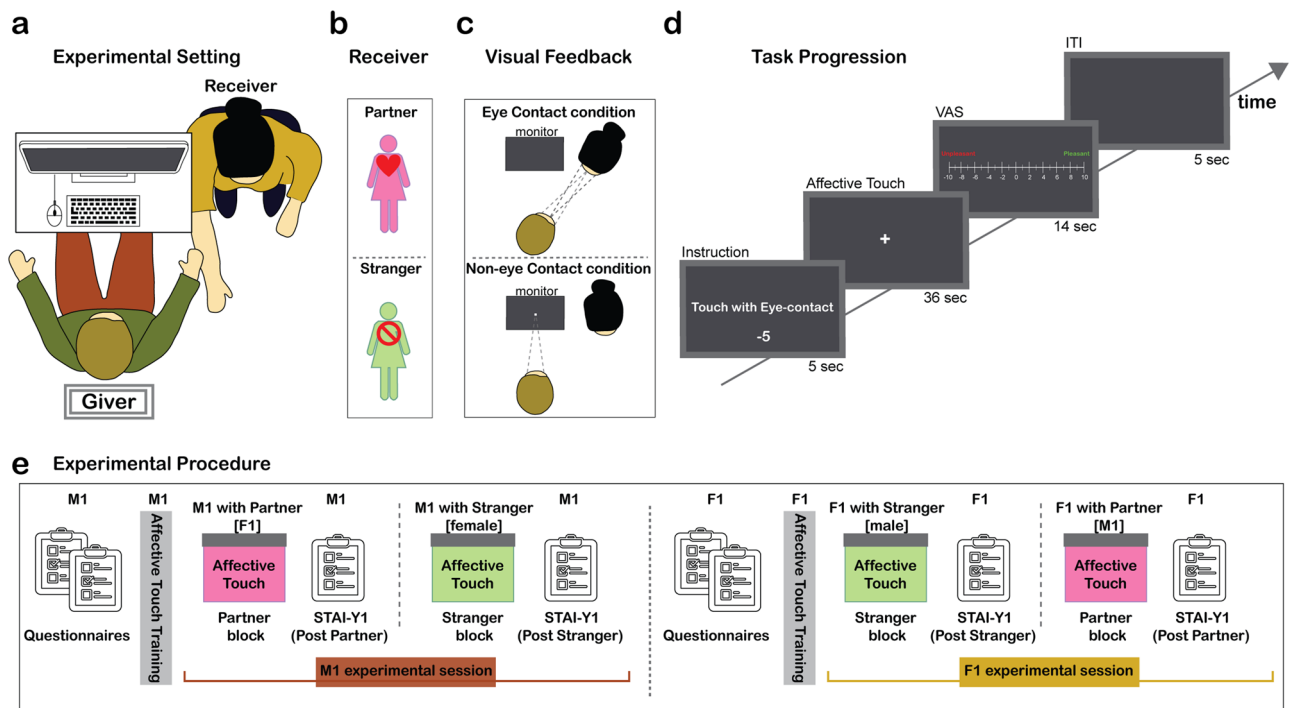 a
Experimental Setting
Receiver
Giver
b
Receiver
Partner
Stranger
c
Visual Feedback
Eye Contact condition
monitor
Non-eye Contact condition
monitor
d
Task Progression
Instruction
Touch with Eye-contact
-5
5 sec
Affective Touch
+
36 sec
VAS
Unpleasant Pleasant
-10 -8 -6 -4 -2 0 2 4 6 8 10
14 sec
ITI
5 sec
time
e
Experimental Procedure
M1
Questionnaires
M1
Affective Touch Training
M1 with Partner
[F1]
Affective
Touch
Partner
block
M1
STAI-Y1
(Post Partner)
M1 with Stranger
[female]
Affective
Touch
Stranger
block
M1
STAI-Y1
(Post Stranger)
M1 experimental session
F1
Questionnaires
F1
Affective Touch Training
F1 with Stranger
[male]
Affective
Touch
Stranger
block
F1
STAI-Y1
(Post Stranger)
F1 with Partner
[M1]
Affective
Touch
Partner
block
F1
STAI-Y1
(Post Partner)
F1 experimental session